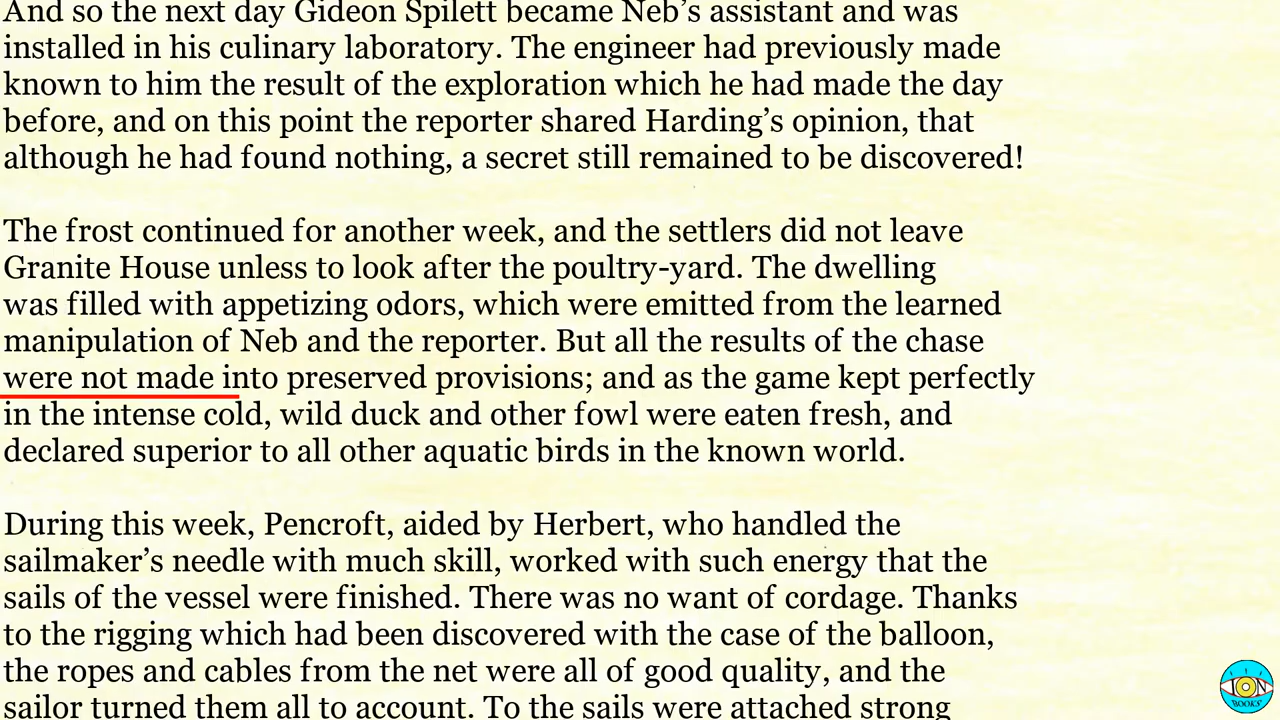 And so the next day Gideon Spilett became Neb’s assistant and was
installed in his culinary laboratory. The engineer had previously made
known to him the result of the exploration which he had made the day
before, and on this point the reporter shared Harding’s opinion, that
although he had found nothing, a secret still remained to be discovered!
The frost continued for another week, and the settlers did not leave
Granite House unless to look after the poultry-yard. The dwelling
was filled with appetizing odors, which were emitted from the learned
manipulation of Neb and the reporter. But all the results of the chase
were not made into preserved provisions; and as the game kept perfectly
in the intense cold, wild duck and other fowl were eaten fresh, and
declared superior to all other aquatic birds in the known world.
During this week, Pencroft, aided by Herbert, who handled the
sailmaker’s needle with much skill, worked with such energy that the
sails of the vessel were finished. There was no want of cordage. Thanks
to the rigging which had been discovered with the case of the balloon,
the ropes and cables from the net were all of good quality, and the
sailor turned them all to account. To the sails were attached strong
ION
BOOKS